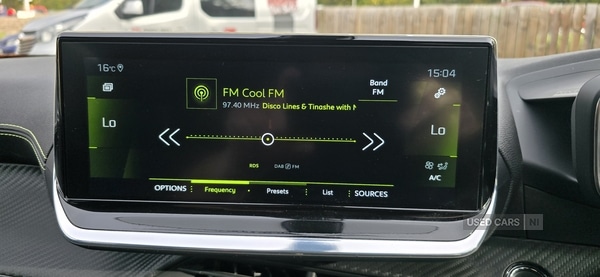 16°C
15:04
FM Cool FM
Band
FM
97.40 MHz Disco Lines & Tinashe with N
Lo
Lo
RDS
DAB
FM
A/C
OPTIONS
Frequency
Presets
List
SOURCES
USED CARS NI